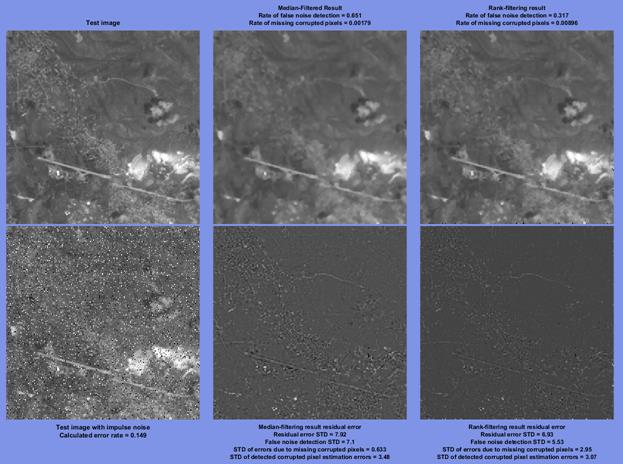 Test image
Median-Filtered Result
Rate of false noise detection = 0.651
Rate of missing corrupted pixels = 0.00179
Rank-filtering result
Rate of false noise detection = 0.317
Rate of missing corrupted pixels = 0.00896
Test image with impulse noise
Calculated error rate = 0.149
Median-filtering result residual error
Residual error STD = 7.92
False noise detection STD = 7.1
STD of errors due to missing corrupted pixels = 0.633
STD of detected corrupted pixel estimation errors = 3.48
Rank-filtering result residual error
Residual error STD = 6.93
False noise detection STD = 5.53
STD of errors due to missing corrupted pixels = 2.95
STD of detected corrupted pixel estimation errors = 3.07